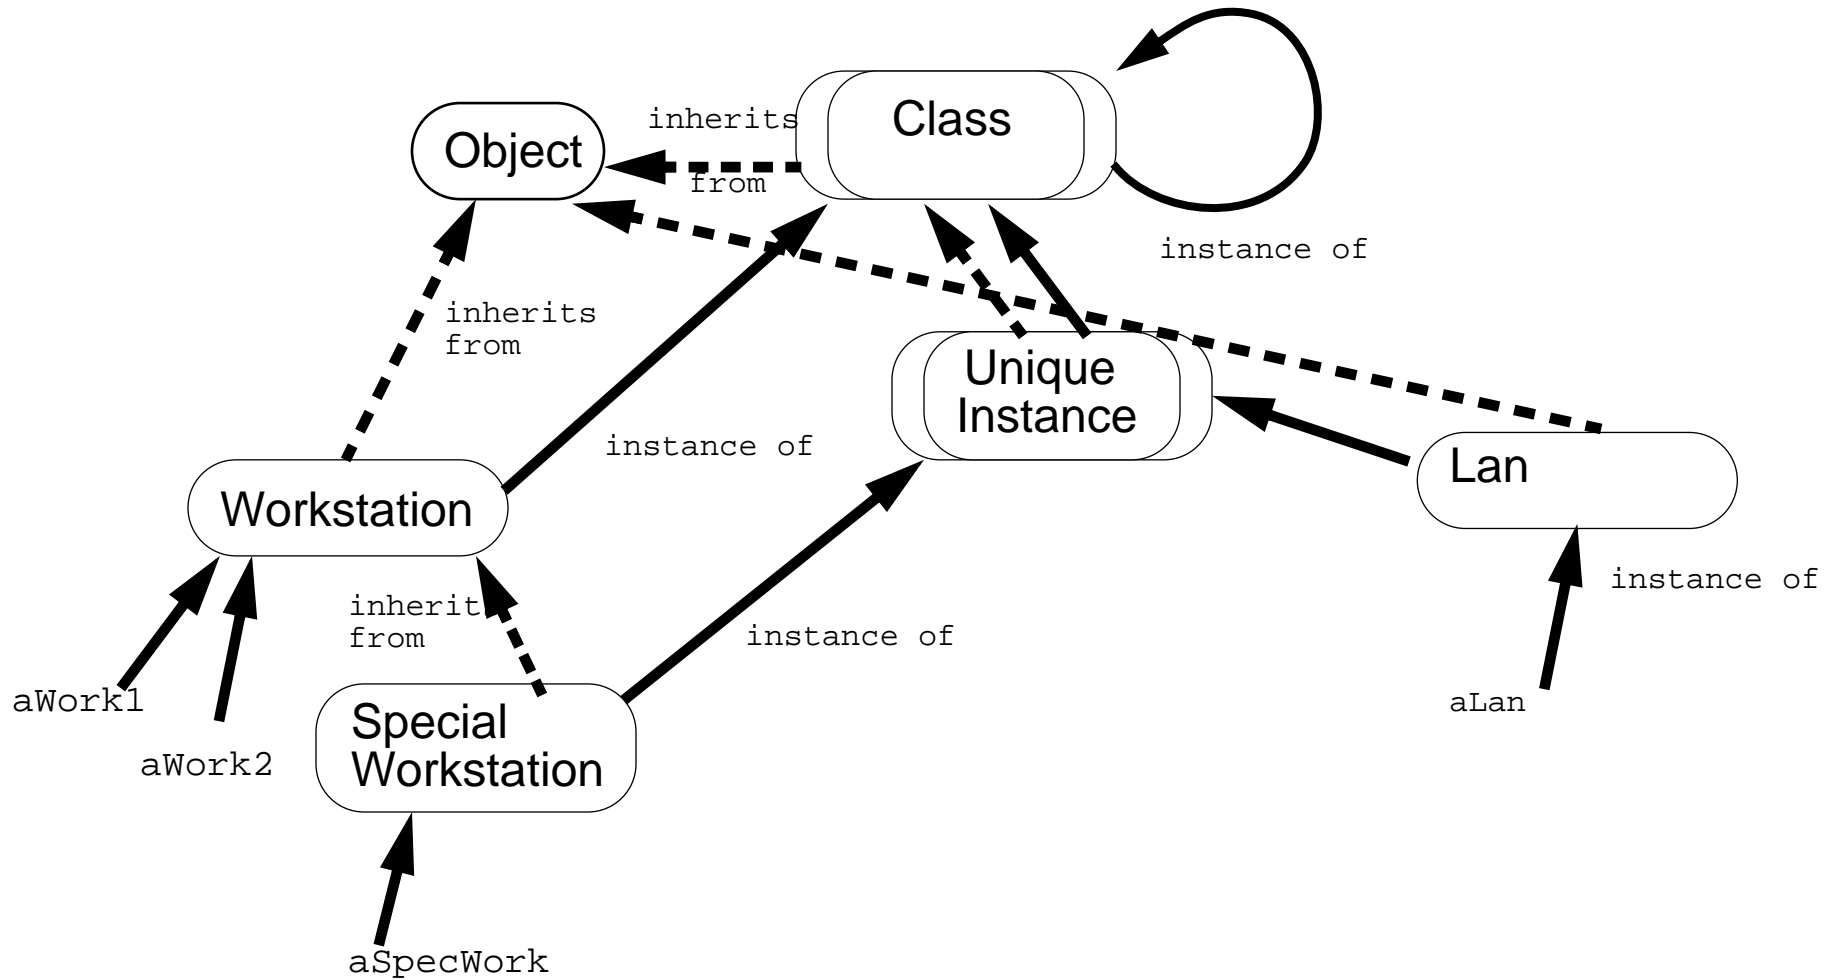 Class
inherits
Object
from
instance of
inherits
from
Unique
Instance
instance of
Lan
Workstation
instance of
inherits
from
instance of
aWork1
aLan
Special
Workstation
aWork2
aSpecWork